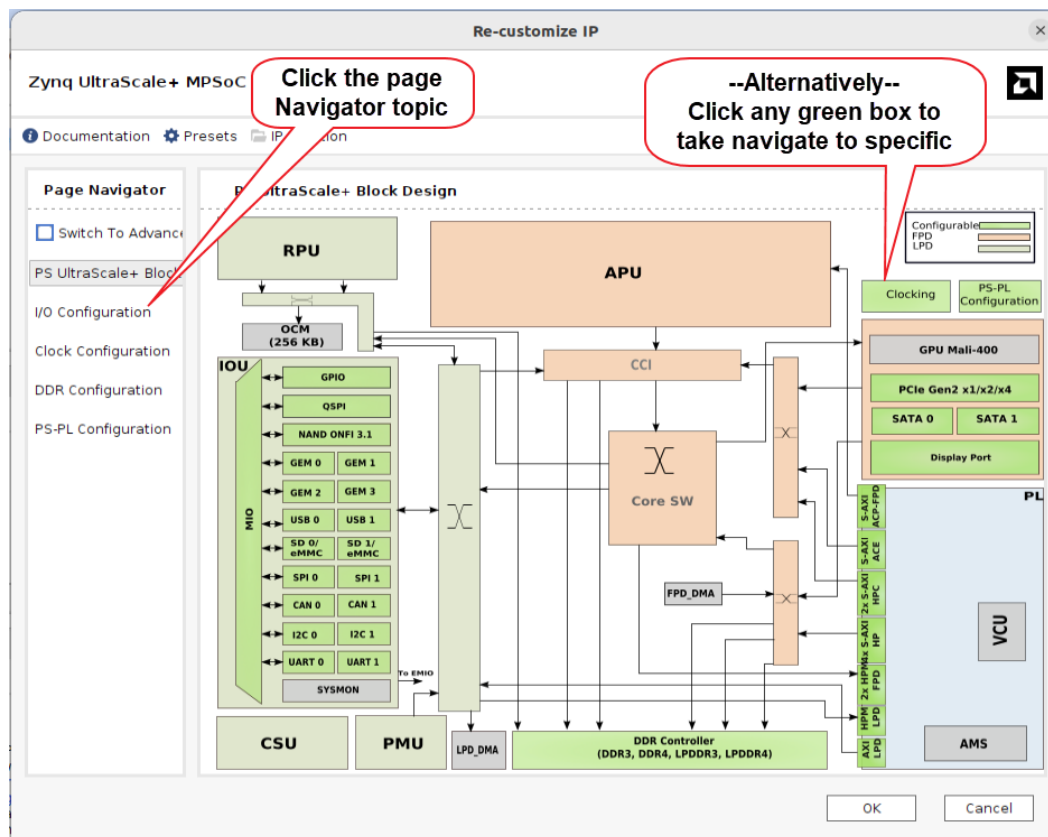 Re-customize IP
Zynq UltraScale+ MPSoC
Click the page
Navigator topic
--Alternatively--
Click any green box to
take navigate to specific
Documentation Presets IP
Page Navigator
Switch To Advance
PS UltraScale+ Block
I/O Configuration
Clock Configuration
DDR Configuration
PS-PL Configuration
UltraScale+ Block Design
Configurable
FPD
LPD
RPU
APU
Clocking
PS-PL
Configuration
OCM
(256 KB)
CCI
GPU Mali-400
PCIe Gen2 x1/x2/x4
SATA 0 SATA 1
Display Port
IOU
MIO
GPIO
QSPI
NAND ONFI 3.1
GEM 0 GEM 1
GEM 2 GEM 3
USB 0 USB 1
SD 0/
eMMC
SD 1/
eMMC
SPI 0 SPI 1
CAN 0 CAN 1
I2C 0 I2C 1
UART 0 UART 1
SYSMON
To EMIO
Core SW
FPD_DMA
PL
S-AXI
ACP-FPD
S-AXI
ACE
2x S-AXI
HPC
4x S-AXI
HP
2x HPM
FPD
HPM
LPD
AXI
LPD
VCU
AMS
CSU
PMU
LPD_DMA
DDR Controller
(DDR3, DDR4, LPDDR3, LPDDR4)
OK Cancel